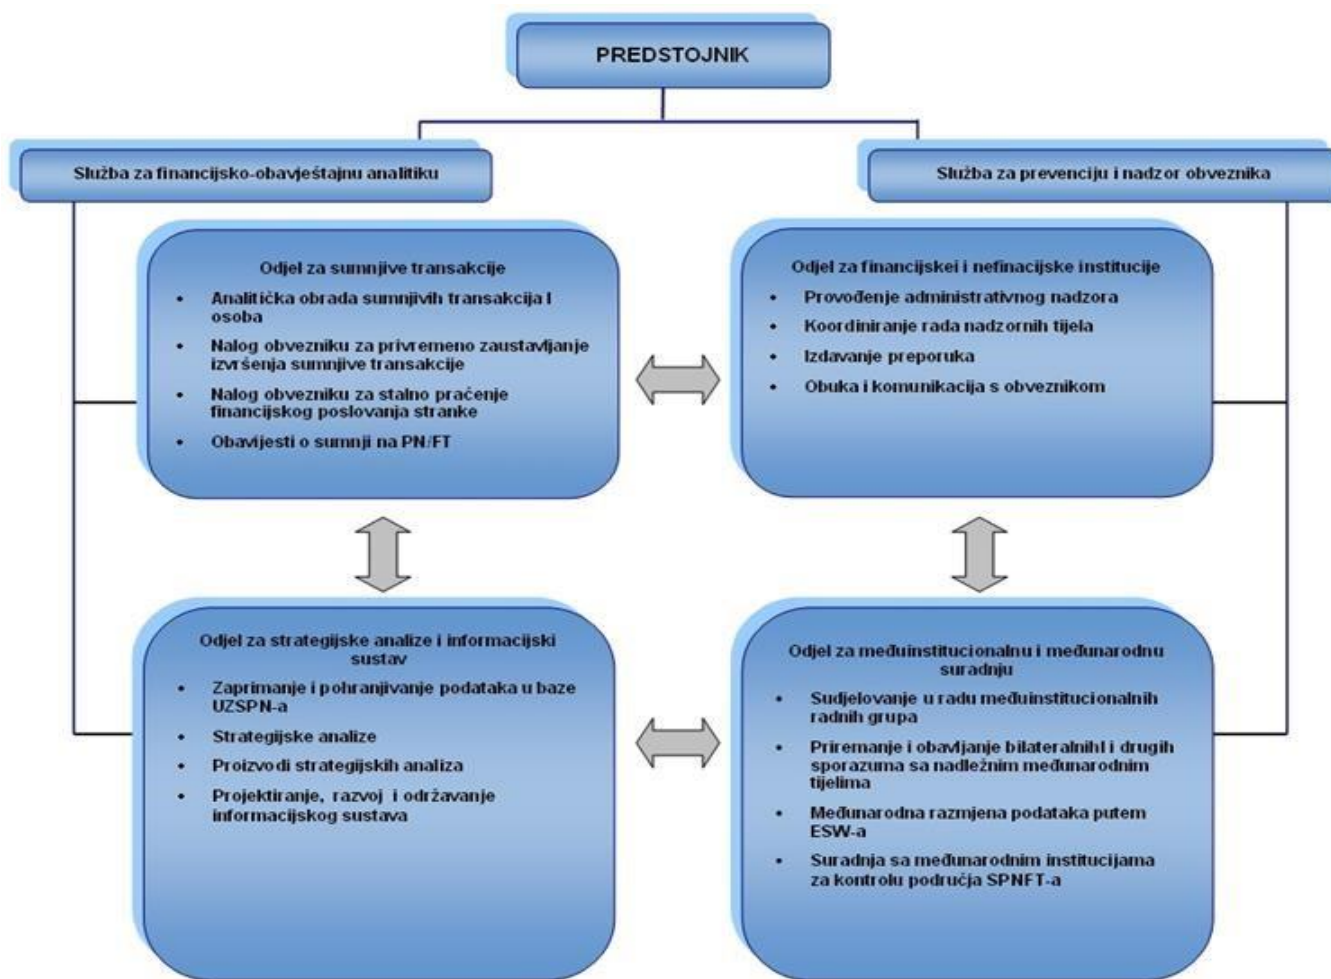 PREDSTOJNIK
Služba za financijsko-obavještajnu analitiku
Služba za prevenciju i nadzor obveznika
Odjel za sumnjive transakcije
• Analitička obrada sumnjivih transakcija I
osoba
• Nalog obvezniku za privremeno zaustavljanje
izvršenja sumnjive transakcije
• Nalog obvezniku za stalno praćenje
financijskog poslovanja stranke
• Obavijesti o sumnji na PN/FT
Odjel za financijskei i nefinacijske institucije
• Provođenje administrativnog nadzora
• Koordiniranje rada nadzornih tijela
• Izdavanje preporuka
• Obuka i komunikacija s obveznikom
Odjel za strategijske analize i informacijski
sustav
• Zaprimanje i pohranjivanje podataka u baze
UZSPN-a
• Strategijske analize
• Proizvodi strategijskih analiza
• Projektiranje, razvoj i održavanje
informacijskog sustava
Odjel za međuinstitucionalnu i međunarodnu
suradnju
• Sudjelovanje u radu međuinstitucionalnih
radnih grupa
• Priremanje i obavljanje bilateralnihI i drugih
sporazuma sa nadležnim međunarodnim
tijelima
• Međunarodna razmjena podataka putem
ESW-a
• Suradnja sa međunarodnim institucijama
za kontrolu područja SPNFT-a